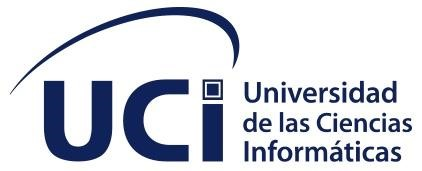 UCi
Universidad
de las Ciencias
Informáticas